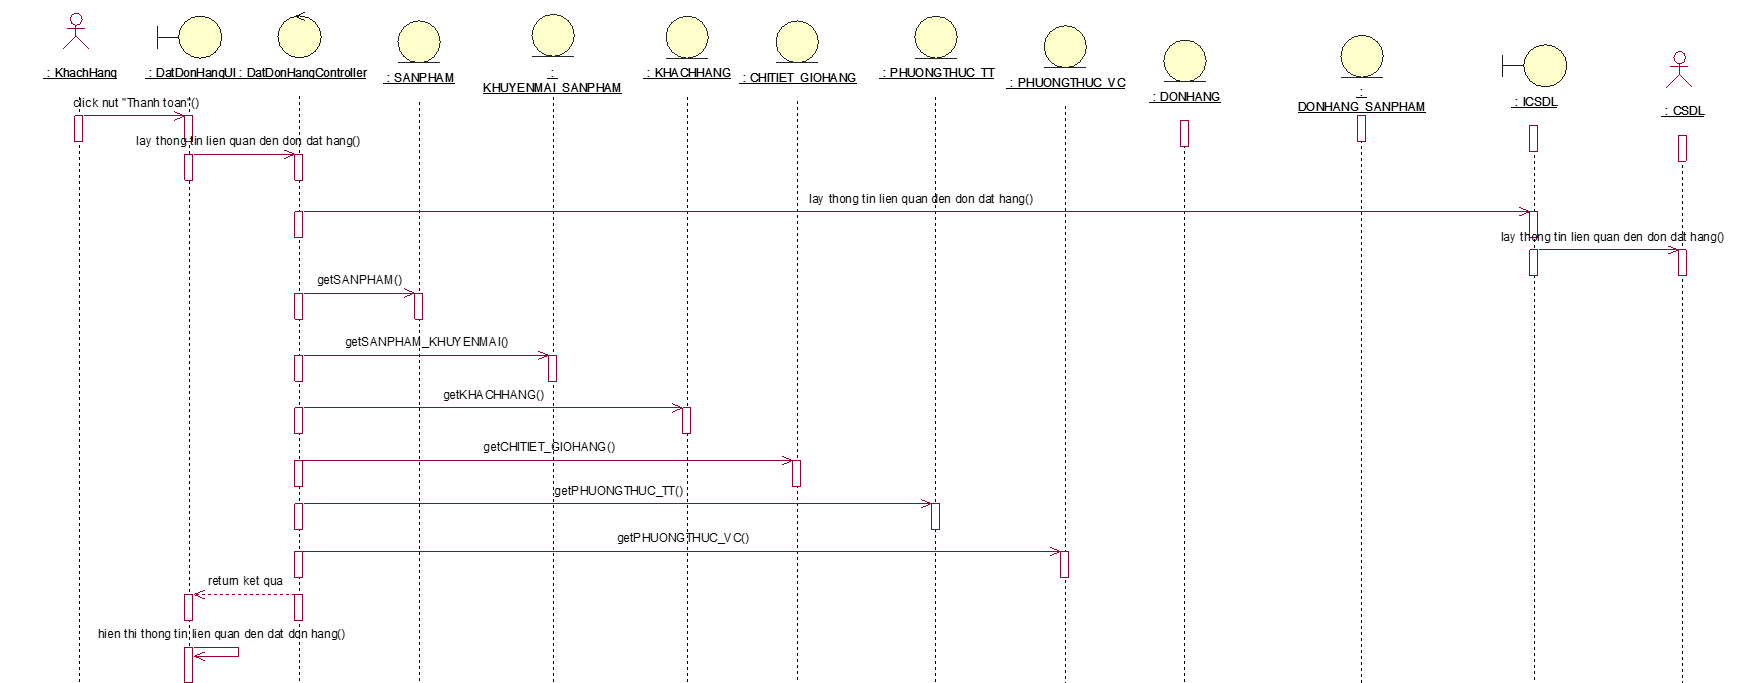 : KhachHang
: DatDonHangUI
: DatDonHangController
: SANPHAM
:
KHUYENMAI_SANPHAM
: KHACHHANG
: CHITIET_GIOHANG
: PHUONGTHUC_TT
: PHUONGTHUC_VC
: DONHANG
:
DONHANG_SANPHAM
: ICSDL
: CSDL
click nut "Thanh toan"()
lay thong tin lien quan den don dat hang()
lay thong tin lien quan den don dat hang()
lay thong tin lien quan den don dat hang()
getSANPHAM()
getSANPHAM_KHUYENMAI()
getKHACHHANG()
getCHITIET_GIOHANG()
getPHUONGTHUC_TT()
getPHUONGTHUC_VC()
return ket qua
hien thi thong tin lien quan den dat don hang()